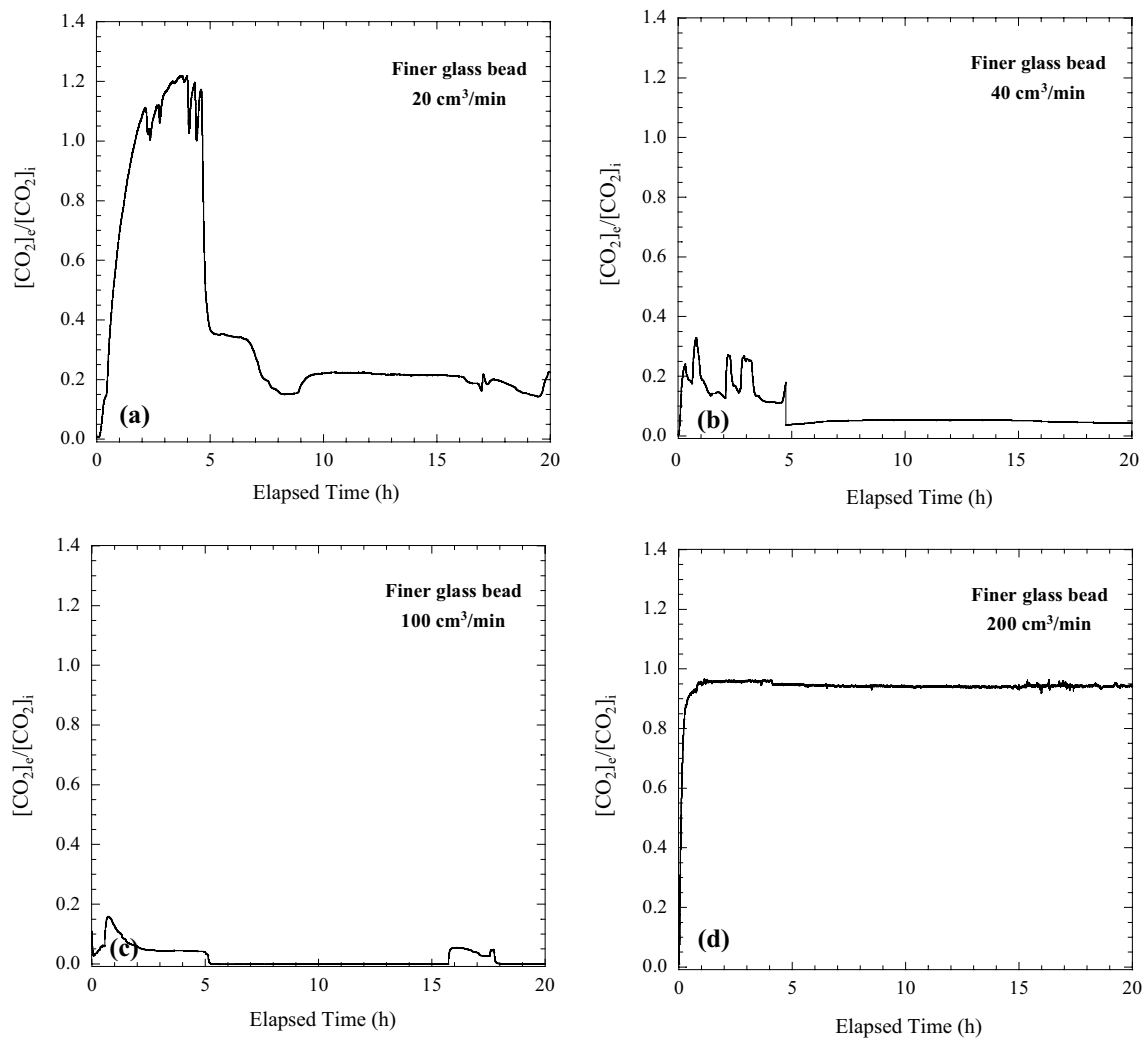 1.4
1.2
1.0
0.8
0.6
0.4
0.2
0.0
[CO₂]ₑ/[CO₂]ᵢ
Finer glass bead
20 cm³/min
(a)
0 5 10 15 20
Elapsed Time (h)
1.4
1.2
1.0
0.8
0.6
0.4
0.2
0.0
[CO₂]ₑ/[CO₂]ᵢ
Finer glass bead
40 cm³/min
(b)
0 5 10 15 20
Elapsed Time (h)
1.4
1.2
1.0
0.8
0.6
0.4
0.2
0.0
[CO₂]ₑ/[CO₂]ᵢ
Finer glass bead
100 cm³/min
(c)
0 5 10 15 20
Elapsed Time (h)
1.4
1.2
1.0
0.8
0.6
0.4
0.2
0.0
[CO₂]ₑ/[CO₂]ᵢ
Finer glass bead
200 cm³/min
(d)
0 5 10 15 20
Elapsed Time (h)